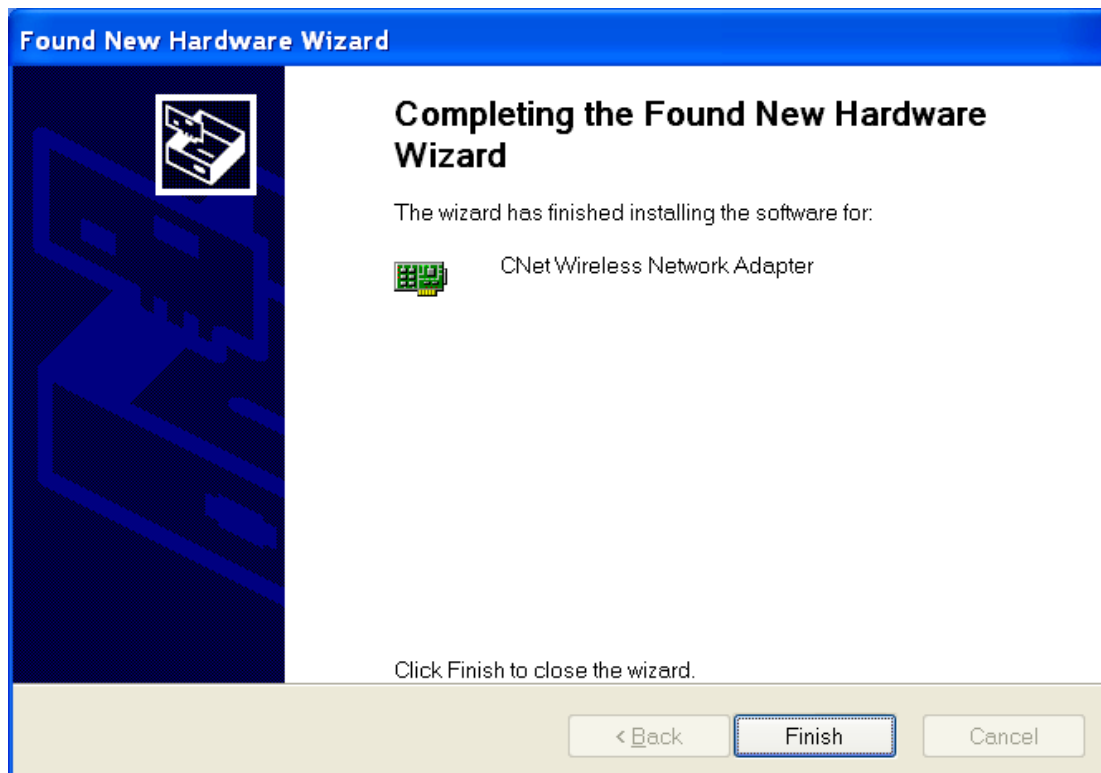 Found New Hardware Wizard
Completing the Found New Hardware
Wizard
The wizard has finished installing the software for:
CNet Wireless Network Adapter
Click Finish to close the wizard.
< Back
Finish
Cancel